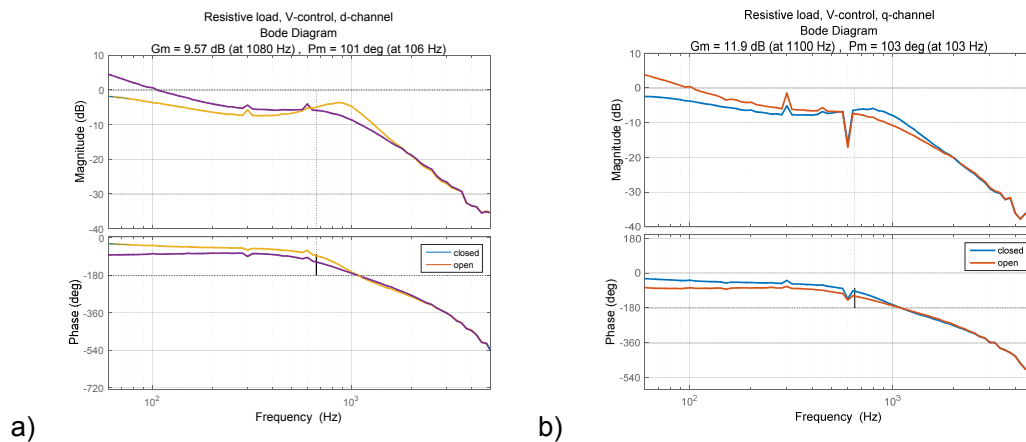 Resistive load, V-control, d-channel
Bode Diagram
Gm = 9.57 dB (at 1080 Hz) ,  Pm = 101 deg (at 106 Hz)
Magnitude (dB)
10
0
-10
-20
-30
-40
Phase (deg)
0
-180
-360
-540
-720
closed
open
10^2
10^3
Frequency  (Hz)
a)
Resistive load, V-control, q-channel
Bode Diagram
Gm = 11.9 dB (at 1100 Hz) ,  Pm = 103 deg (at 103 Hz)
Magnitude (dB)
10
0
-10
-20
-30
-40
Phase (deg)
180
0
-180
-360
-540
closed
open
10^2
10^3
Frequency  (Hz)
b)